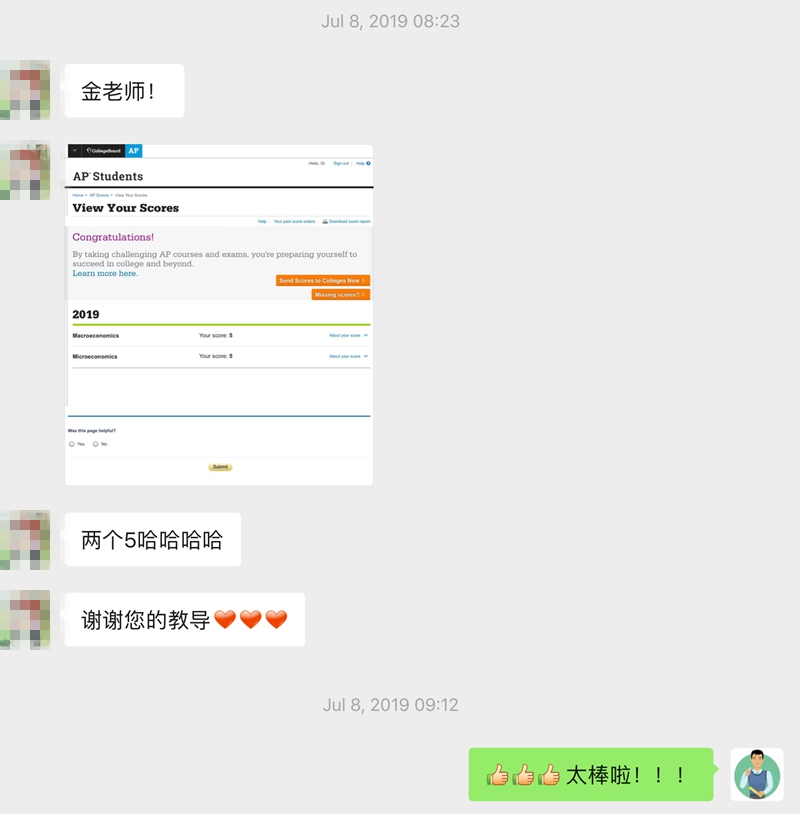 Jul 8, 2019 08:23
金老师！
CollegeBoard AP
Hello, Qi Sign out Help
AP Students
Home > AP Scores > View Your Scores
View Your Scores
Help Your past score orders Download score report
Congratulations!
By taking challenging AP courses and exams, you're preparing yourself to
succeed in college and beyond.
Learn more here.
Send Scores to Colleges Now >
Missing scores? >
2019
Macroeconomics Your score: 5 About your score
Microeconomics Your score: 5 About your score
Was this page helpful?
Yes No
Submit
两个5哈哈哈哈
谢谢您的教导❤❤❤
Jul 8, 2019 09:12
👍👍👍太棒啦！！！